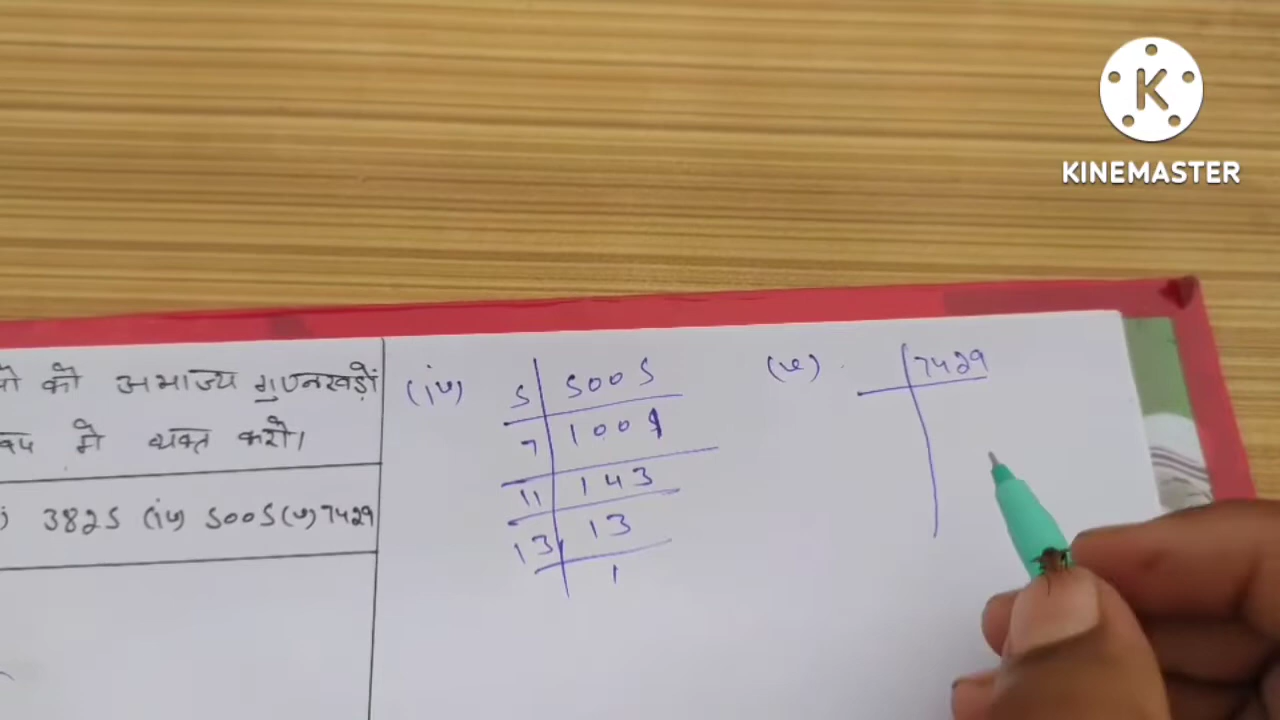 K
KINEMASTER
को अभाज्य गुणनखंडों
में व्यक्त करो।
3825 (iv) 5005 (v) 7429
(iv)
5 | 5005
7 | 1001
11 | 143
13 | 13
1
(v)
7429